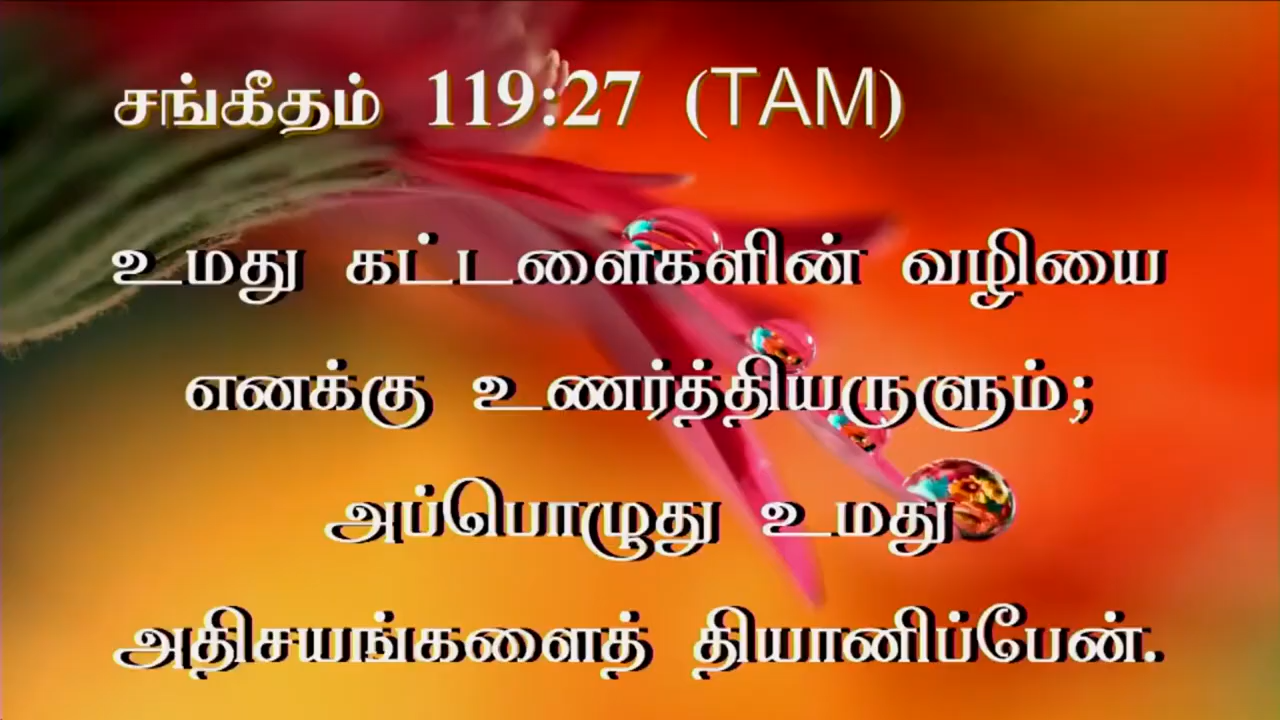 சங்கீதம் 119:27 (TAM)
உமது கட்டளைகளின் வழியை
எனக்கு உணர்த்தியருளும்;
அப்பொழுது உமது
அதிசயங்களைத் தியானிப்பேன்.